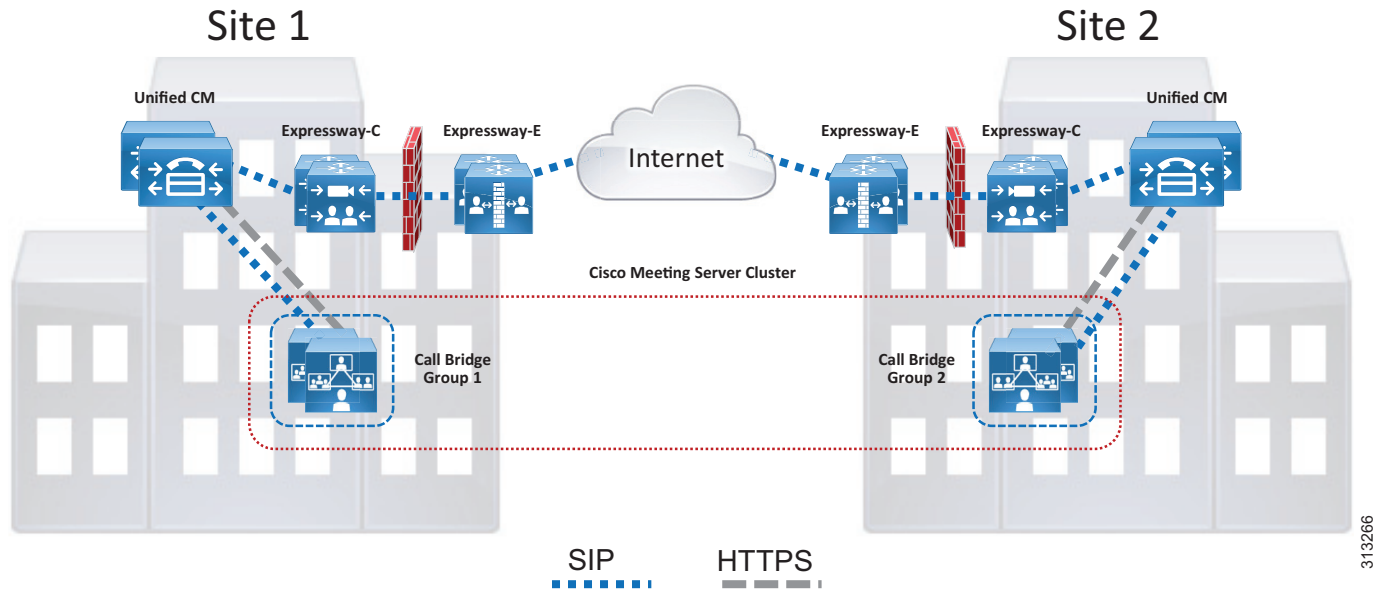 Site 1
Site 2
Unified CM
Expressway-C
Expressway-E
Internet
Expressway-E
Expressway-C
Unified CM
Cisco Meeting Server Cluster
Call Bridge
Group 1
Call Bridge
Group 2
SIP
HTTPS
313266